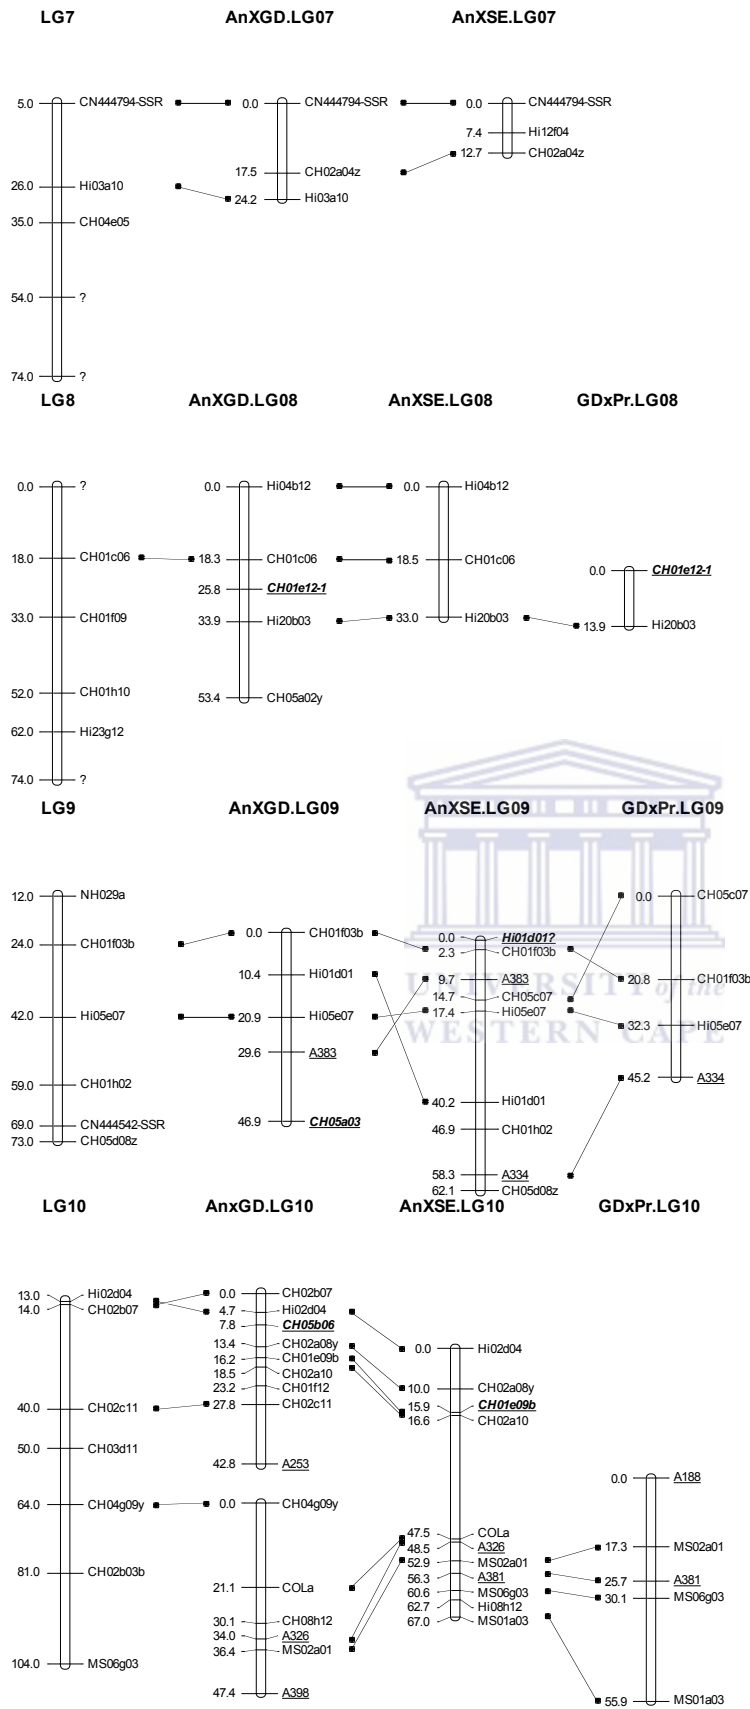 LG7 AnXGD.LG07 AnXSE.LG07
5.0 CN444794-SSR 0.0 CN444794-SSR 0.0 CN444794-SSR
7.4 Hi12f04
12.7 CH02a04z
17.5 CH02a04z
26.0 Hi03a10 24.2 Hi03a10
35.0 CH04e05
54.0 ?
74.0 ?
LG8 AnXGD.LG08 AnXSE.LG08 GDxPr.LG08
0.0 ? 0.0 Hi04b12 0.0 Hi04b12
18.0 CH01c06 18.3 CH01c06 18.5 CH01c06
0.0 CH01e12-1
25.8 CH01e12-1
33.0 CH01f09 33.9 Hi20b03 33.0 Hi20b03 13.9 Hi20b03
52.0 CH01h10 53.4 CH05a02y
62.0 Hi23g12
74.0 ?
LG9 AnXGD.LG09 AnXSE.LG09 GDxPr.LG09
12.0 NH029a 0.0 CH05c07
24.0 CH01f03b 0.0 CH01f03b 0.0 Hi01d01?
2.3 CH01f03b
10.4 Hi01d01 9.7 A383 20.8 CH01f03b
UNIVERSITY of the
14.7 CH05c07
42.0 Hi05e07 20.9 Hi05e07 17.4 Hi05e07 32.3 Hi05e07
WESTERN CAPE
29.6 A383
45.2 A334
59.0 CH01h02 40.2 Hi01d01
46.9 CH05a03 46.9 CH01h02
69.0 CN444542-SSR
73.0 CH05d08z
58.3 A334
62.1 CH05d08z
LG10 AnxGD.LG10 AnXSE.LG10 GDxPr.LG10
13.0 Hi02d04 0.0 CH02b07
14.0 CH02b07 4.7 Hi02d04
7.8 CH05b06
13.4 CH02a08y 0.0 Hi02d04
16.2 CH01e09b
18.5 CH02a10
23.2 CH01f12 10.0 CH02a08y
40.0 CH02c11 27.8 CH02c11 15.9 CH01e09b
16.6 CH02a10
50.0 CH03d11
42.8 A253
0.0 A188
64.0 CH04g09y 0.0 CH04g09y
47.5 COLa
48.5 A326 17.3 MS02a01
52.9 MS02a01
81.0 CH02b03b 56.3 A381 25.7 A381
21.1 COLa 60.6 MS06g03 30.1 MS06g03
62.7 Hi08h12
30.1 CH08h12 67.0 MS01a03
34.0 A326
36.4 MS02a01
104.0 MS06g03
47.4 A398 55.9 MS01a03